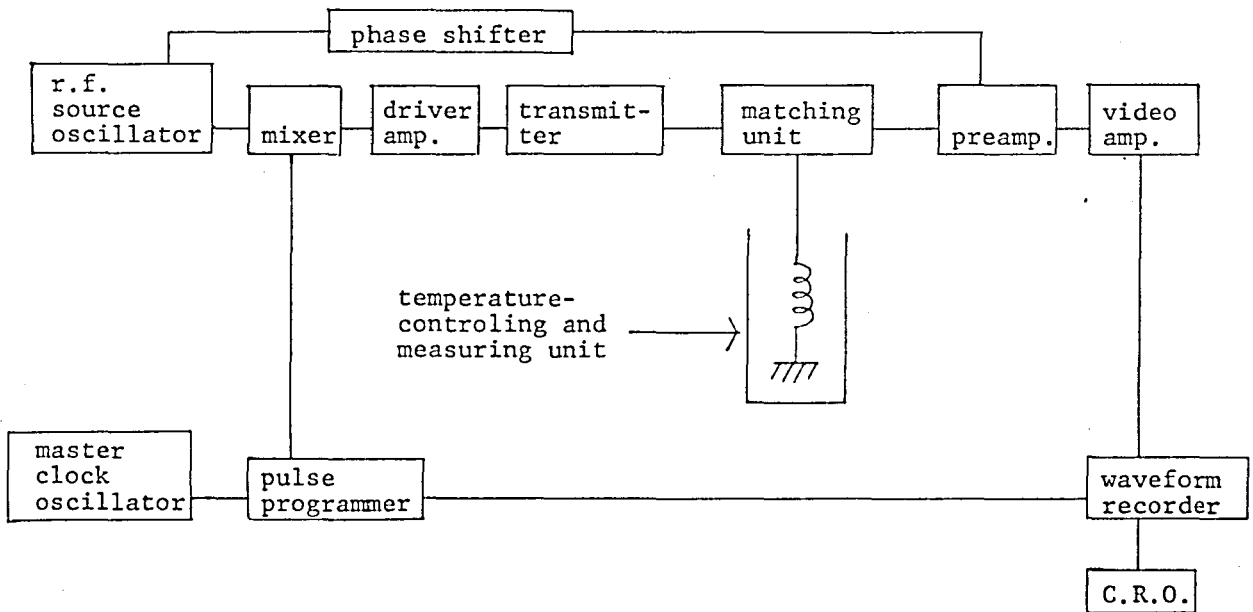 phase shifter
r.f.
source
oscillator
mixer
driver
amp.
transmit-
ter
matching
unit
preamp.
video
amp.
temperature-
controling and
measuring unit
master
clock
oscillator
pulse
programmer
waveform
recorder
C.R.O.